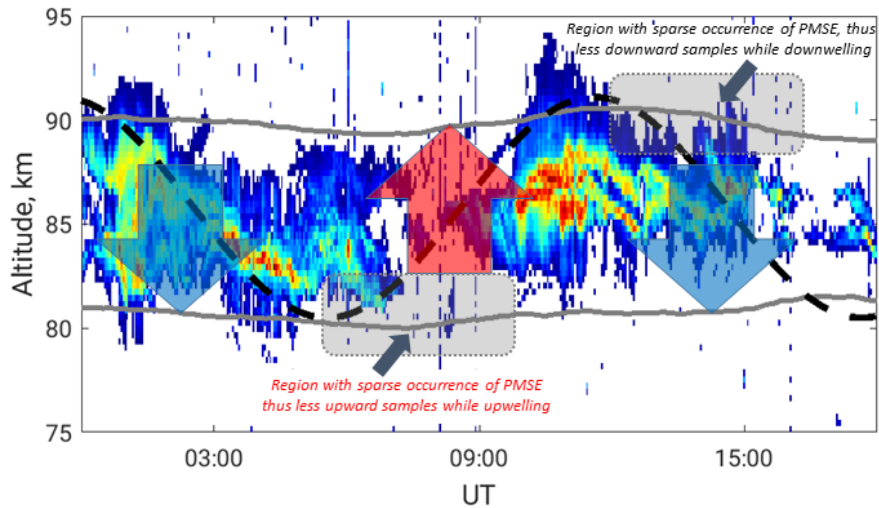 95
Region with sparse occurrence of PMSE, thus
less downward samples while downwelling
90
Altitude, km
85
80
Region with sparse occurrence of PMSE
thus less upward samples while upwelling
75
03:00
09:00
15:00
UT